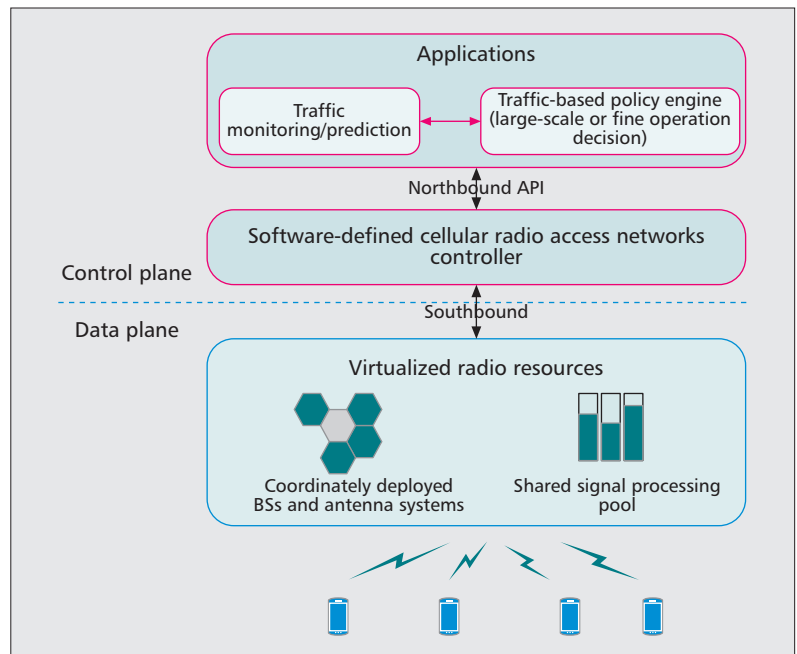 Applications
Traffic
monitoring/prediction
Traffic-based policy engine
(large-scale or fine operation
decision)
Northbound API
Software-defined cellular radio access networks
controller
Control plane
Southbound
Data plane
Virtualized radio resources
Coordinately deployed
BSs and antenna systems
Shared signal processing
pool